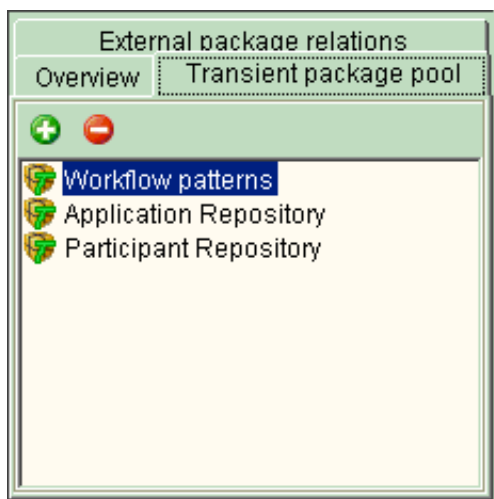 External package relations
Overview Transient package pool
Workflow patterns
Application Repository
Participant Repository